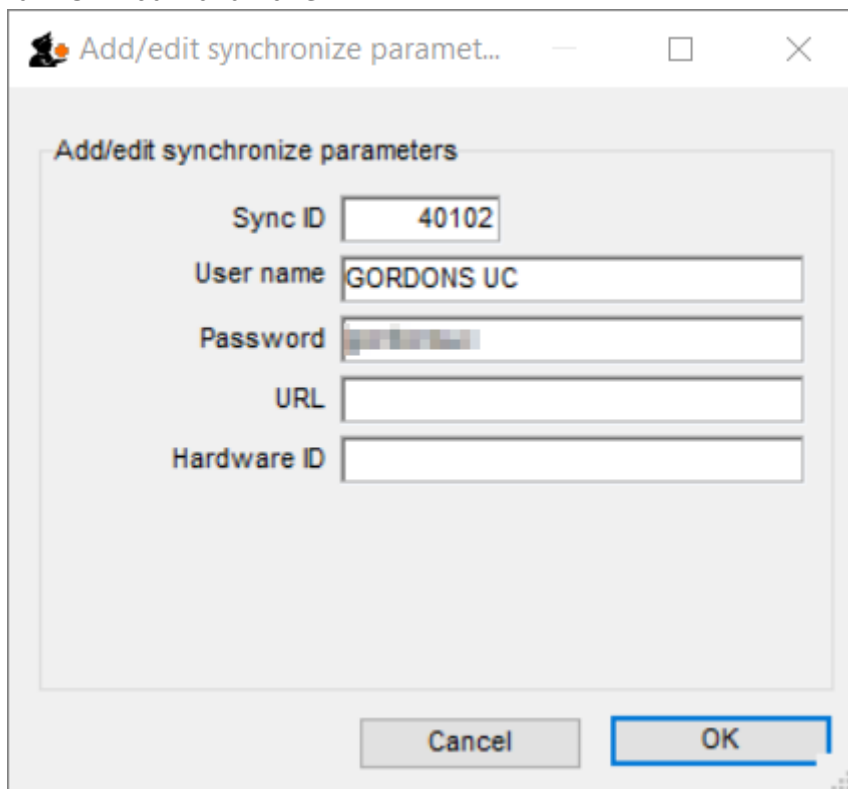 Add/edit synchronize paramet...
Add/edit synchronize parameters
Sync ID 40102
User name GORDONS UC
Password
URL
Hardware ID
Cancel OK